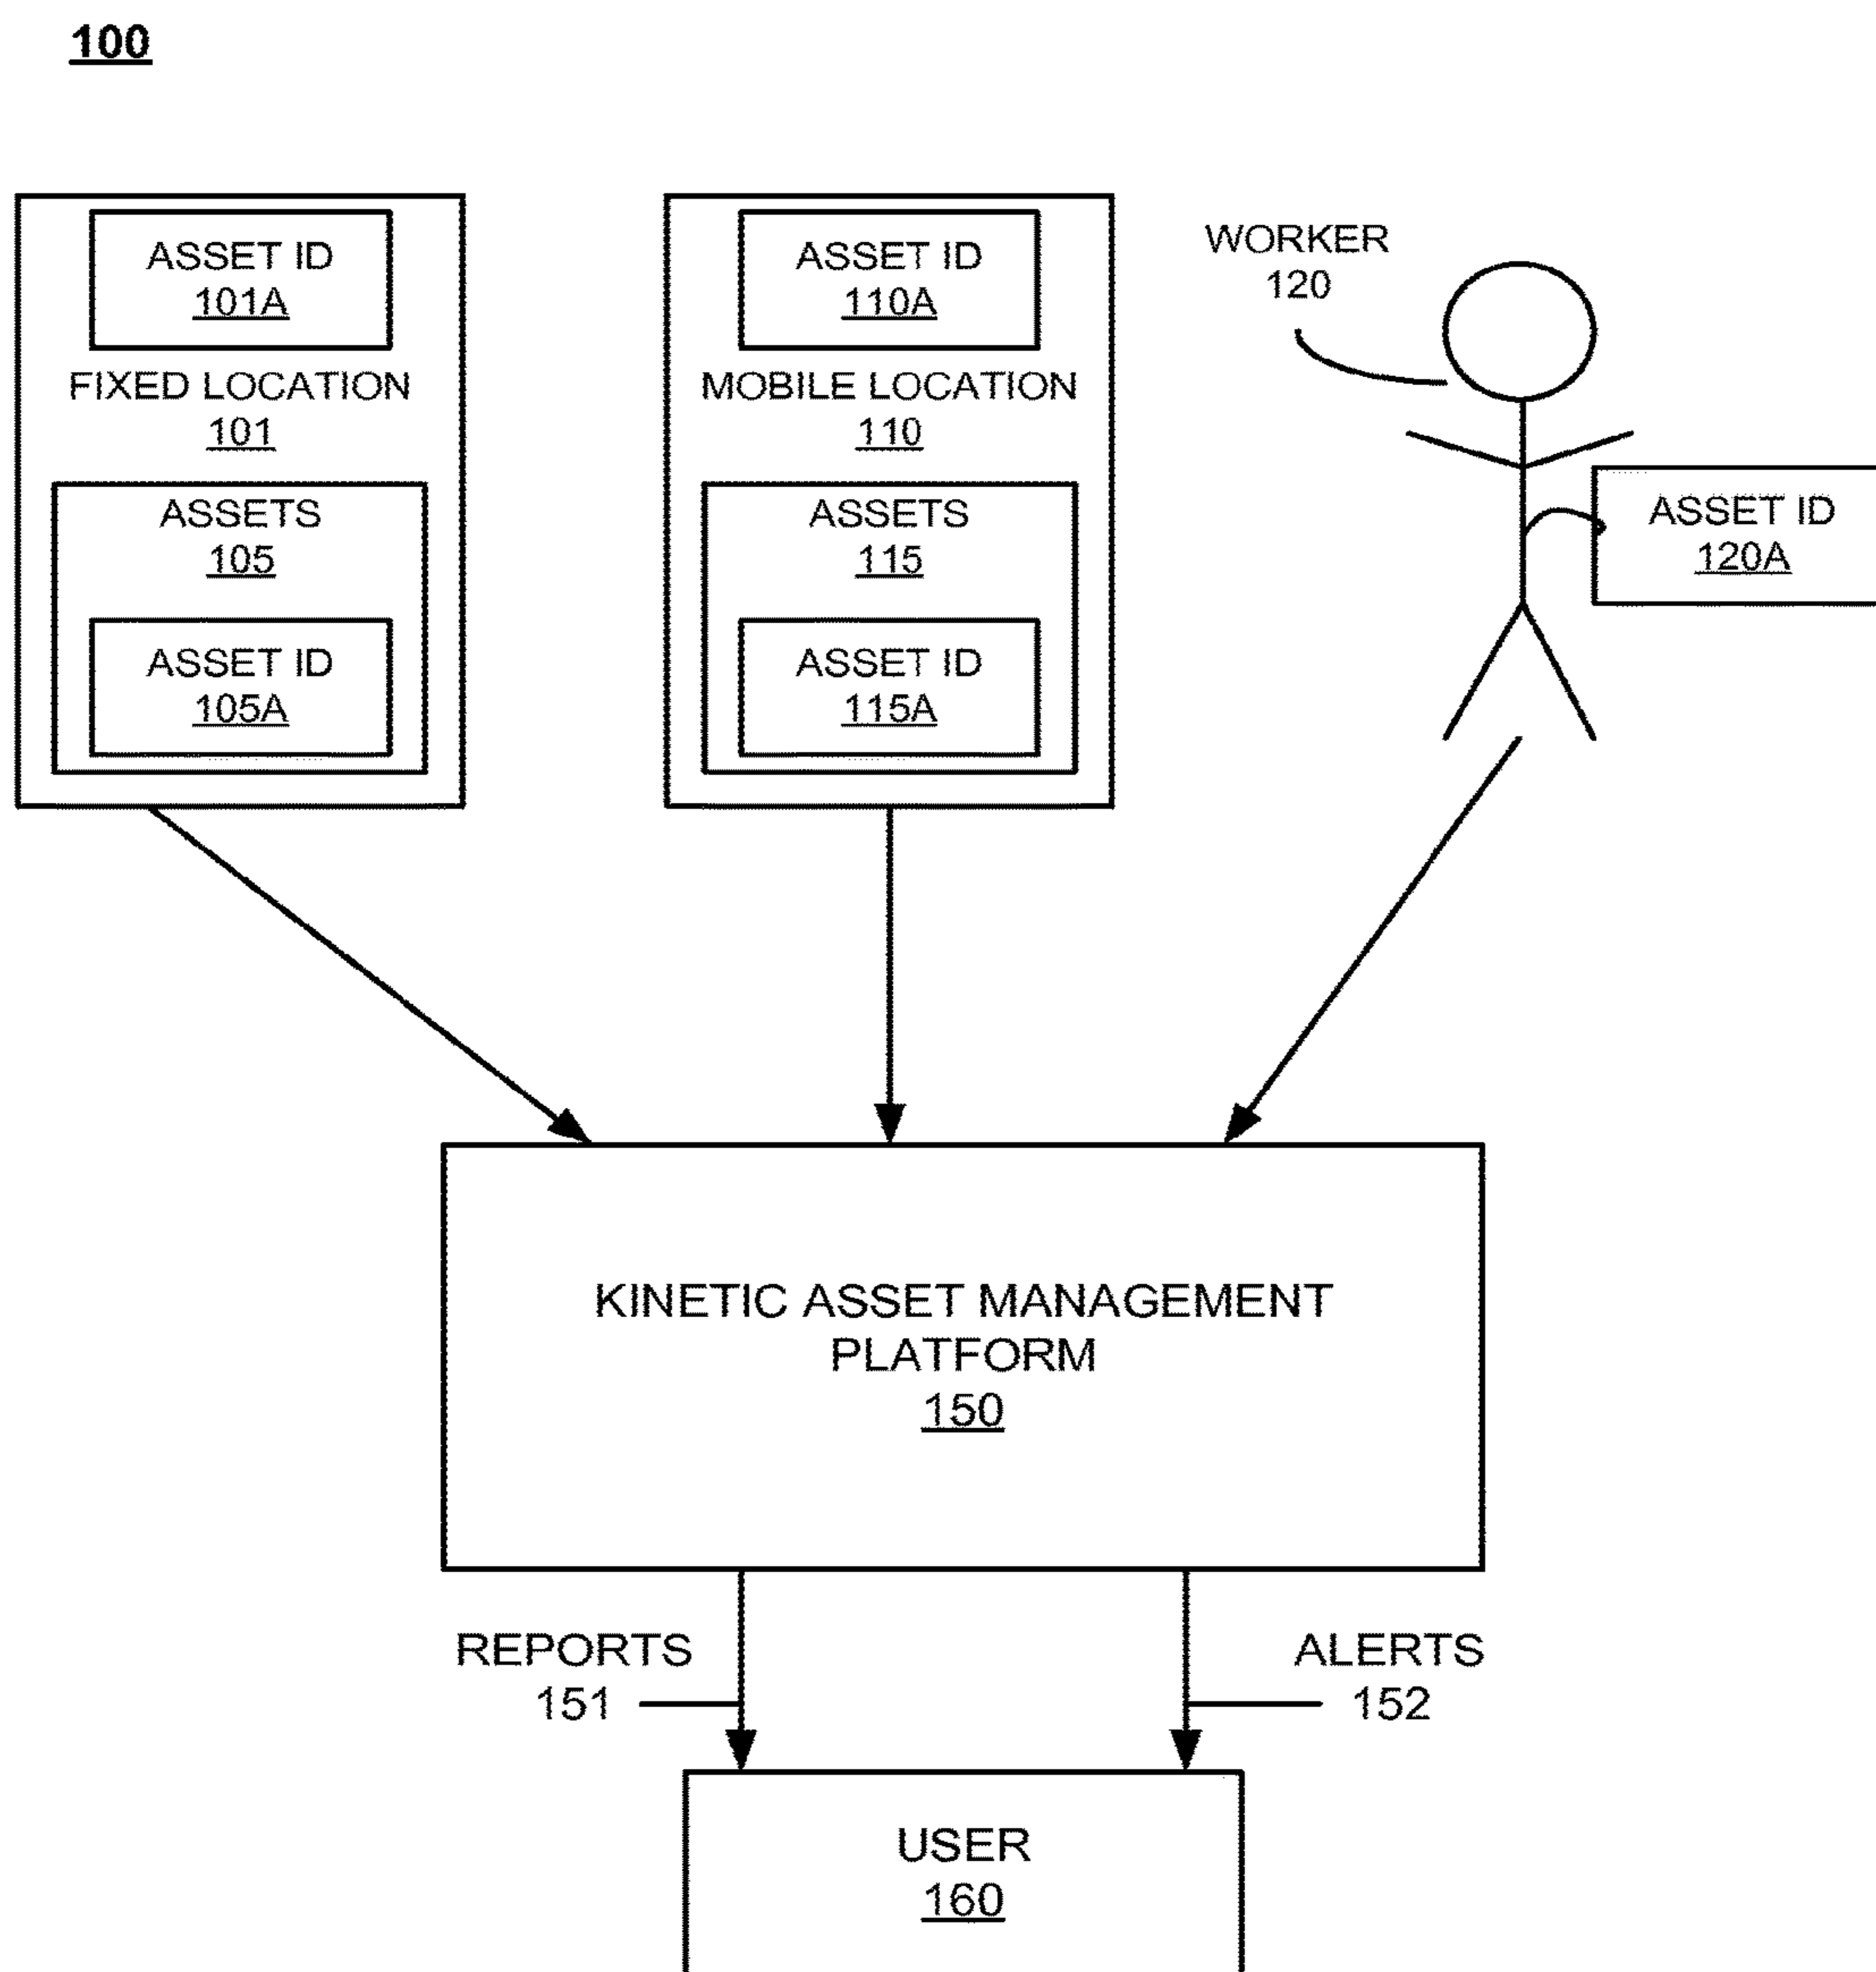 100
ASSET ID
101A
FIXED LOCATION
101
ASSETS
105
ASSET ID
105A
ASSET ID
110A
MOBILE LOCATION
110
ASSETS
115
ASSET ID
115A
WORKER
120
ASSET ID
120A
KINETIC ASSET MANAGEMENT
PLATFORM
150
REPORTS
151
ALERTS
152
USER
160